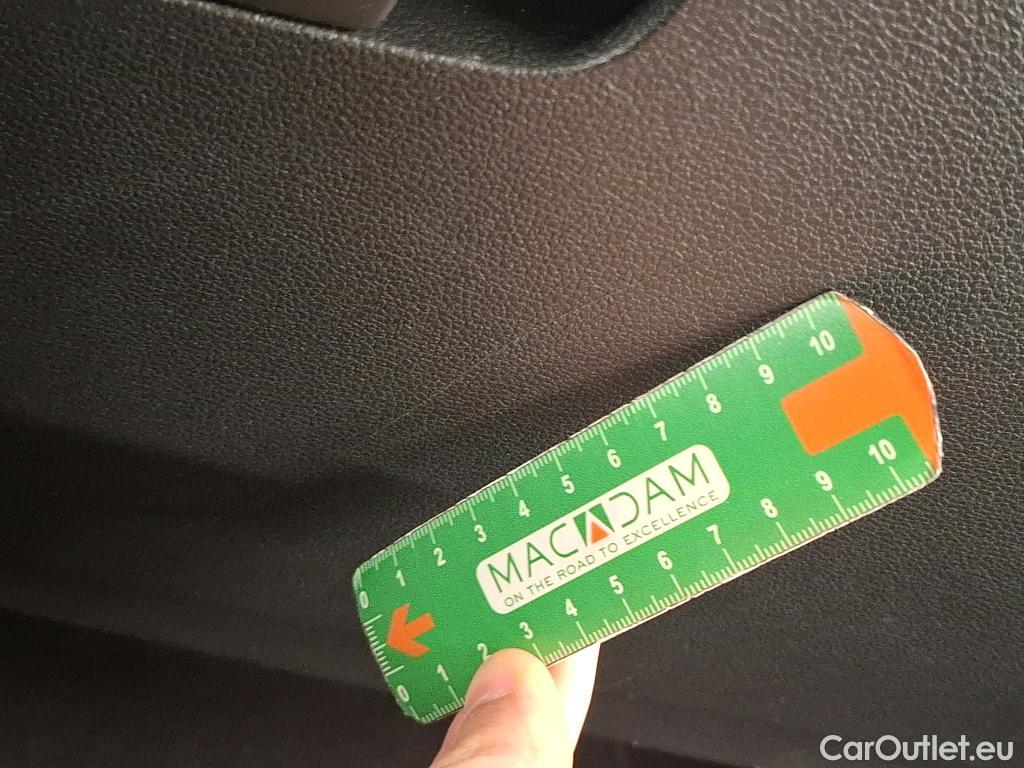 0 1 2 3 4 5 6 7 8 9 10
MACADAM
ON THE ROAD TO EXCELLENCE
0 1 2 3 4 5 6 7 8 9 10
CarOutlet.eu